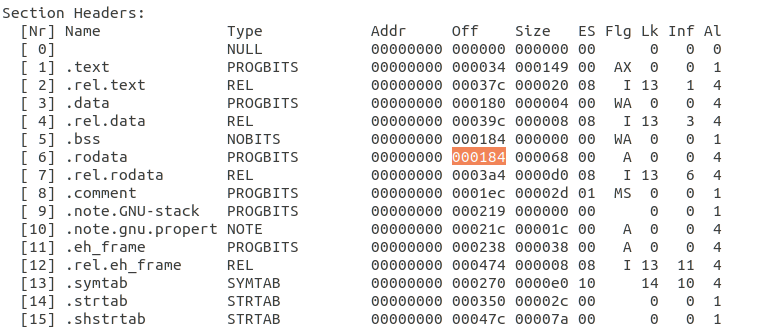 Section Headers:
[Nr] Name Type Addr Off Size ES Flg Lk Inf Al
[ 0] NULL 00000000 000000 000000 00 0 0 0
[ 1] .text PROGBITS 00000000 000034 000149 00 AX 0 0 1
[ 2] .rel.text REL 00000000 00037c 000020 08 I 13 1 4
[ 3] .data PROGBITS 00000000 000180 000004 00 WA 0 0 4
[ 4] .rel.data REL 00000000 00039c 000008 08 I 13 3 4
[ 5] .bss NOBITS 00000000 000184 000000 00 WA 0 0 1
[ 6] .rodata PROGBITS 00000000 000184 000068 00 A 0 0 4
[ 7] .rel.rodata REL 00000000 0003a4 0000d0 08 I 13 6 4
[ 8] .comment PROGBITS 00000000 0001ec 00002d 01 MS 0 0 1
[ 9] .note.GNU-stack PROGBITS 00000000 000219 000000 00 0 0 1
[10] .note.gnu.propert NOTE 00000000 00021c 00001c 00 A 0 0 4
[11] .eh_frame PROGBITS 00000000 000238 000038 00 A 0 0 4
[12] .rel.eh_frame REL 00000000 000474 000008 08 I 13 11 4
[13] .symtab SYMTAB 00000000 000270 0000e0 10 14 10 4
[14] .strtab STRTAB 00000000 000350 00002c 00 0 0 1
[15] .shstrtab STRTAB 00000000 00047c 00007a 00 0 0 1